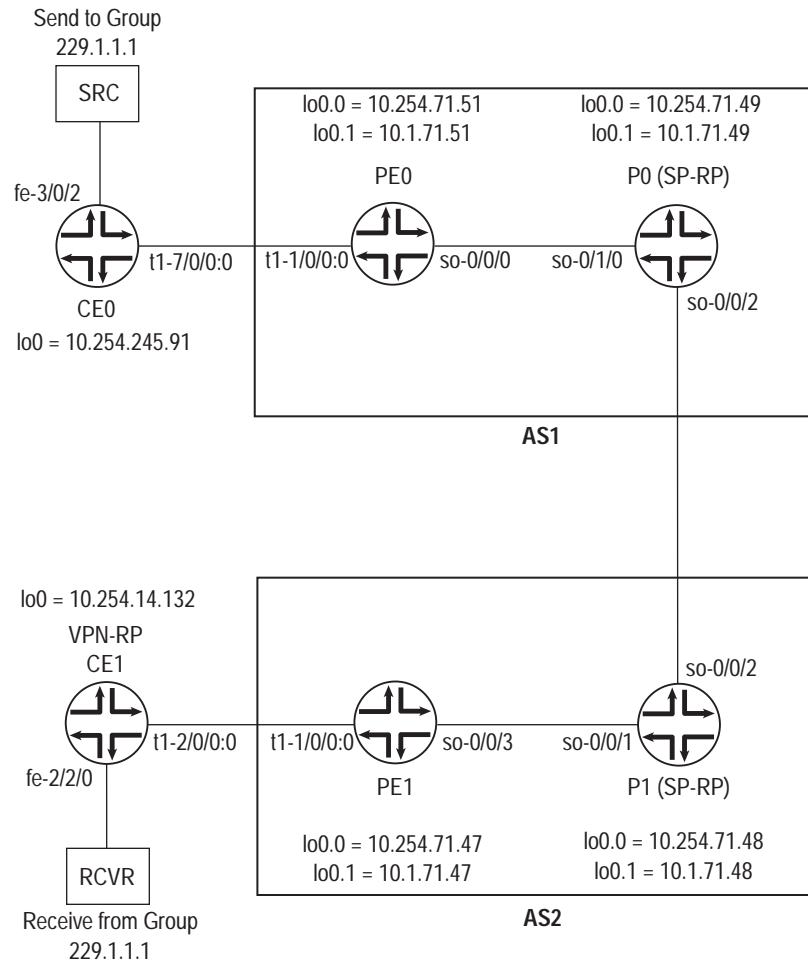 Send to Group
229.1.1.1
SRC
lo0.0 = 10.254.71.51
lo0.1 = 10.1.71.51
lo0.0 = 10.254.71.49
lo0.1 = 10.1.71.49
PE0
P0 (SP-RP)
fe-3/0/2
t1-7/0/0:0
t1-1/0/0:0
so-0/0/0
so-0/1/0
CE0
so-0/0/2
lo0 = 10.254.245.91
AS1
lo0 = 10.254.14.132
VPN-RP
CE1
so-0/0/2
t1-2/0/0:0
t1-1/0/0:0
so-0/0/3
so-0/0/1
fe-2/2/0
PE1
P1 (SP-RP)
RCVR
lo0.0 = 10.254.71.47
lo0.1 = 10.1.71.47
lo0.0 = 10.254.71.48
lo0.1 = 10.1.71.48
Receive from Group
229.1.1.1
AS2